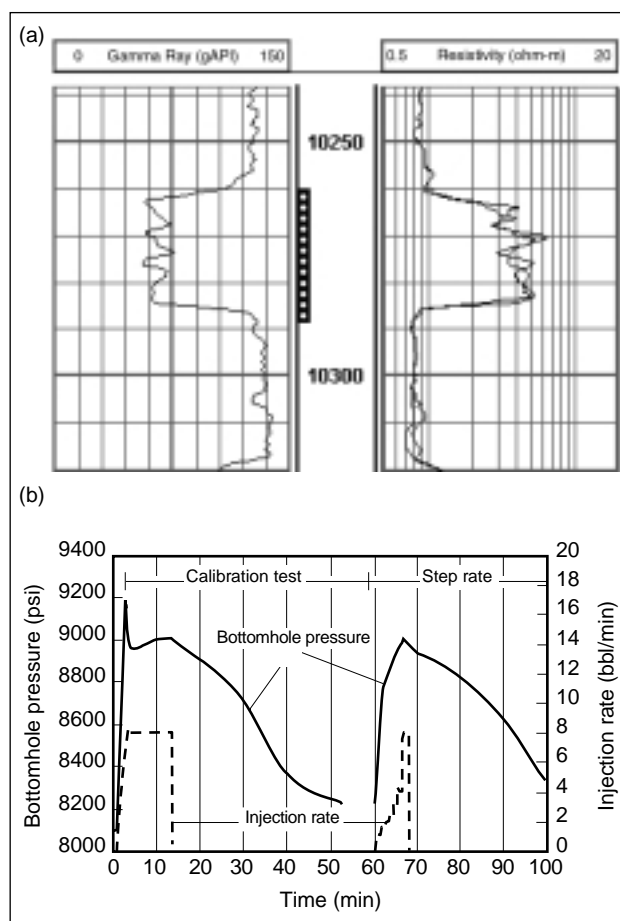 (a)
0 Gamma Ray (gAPI) 150
0.5 Resistivity (ohm-m) 20
10250
10300
(b)
Bottomhole pressure (psi)
9400
9200
9000
8800
8600
8400
8200
8000
Calibration test
Step rate
Bottomhole pressure
Injection rate
20
18
16
14
12
10
8
6
4
2
0
Injection rate (bbl/min)
0 10 20 30 40 50 60 70 80 90 100
Time (min)